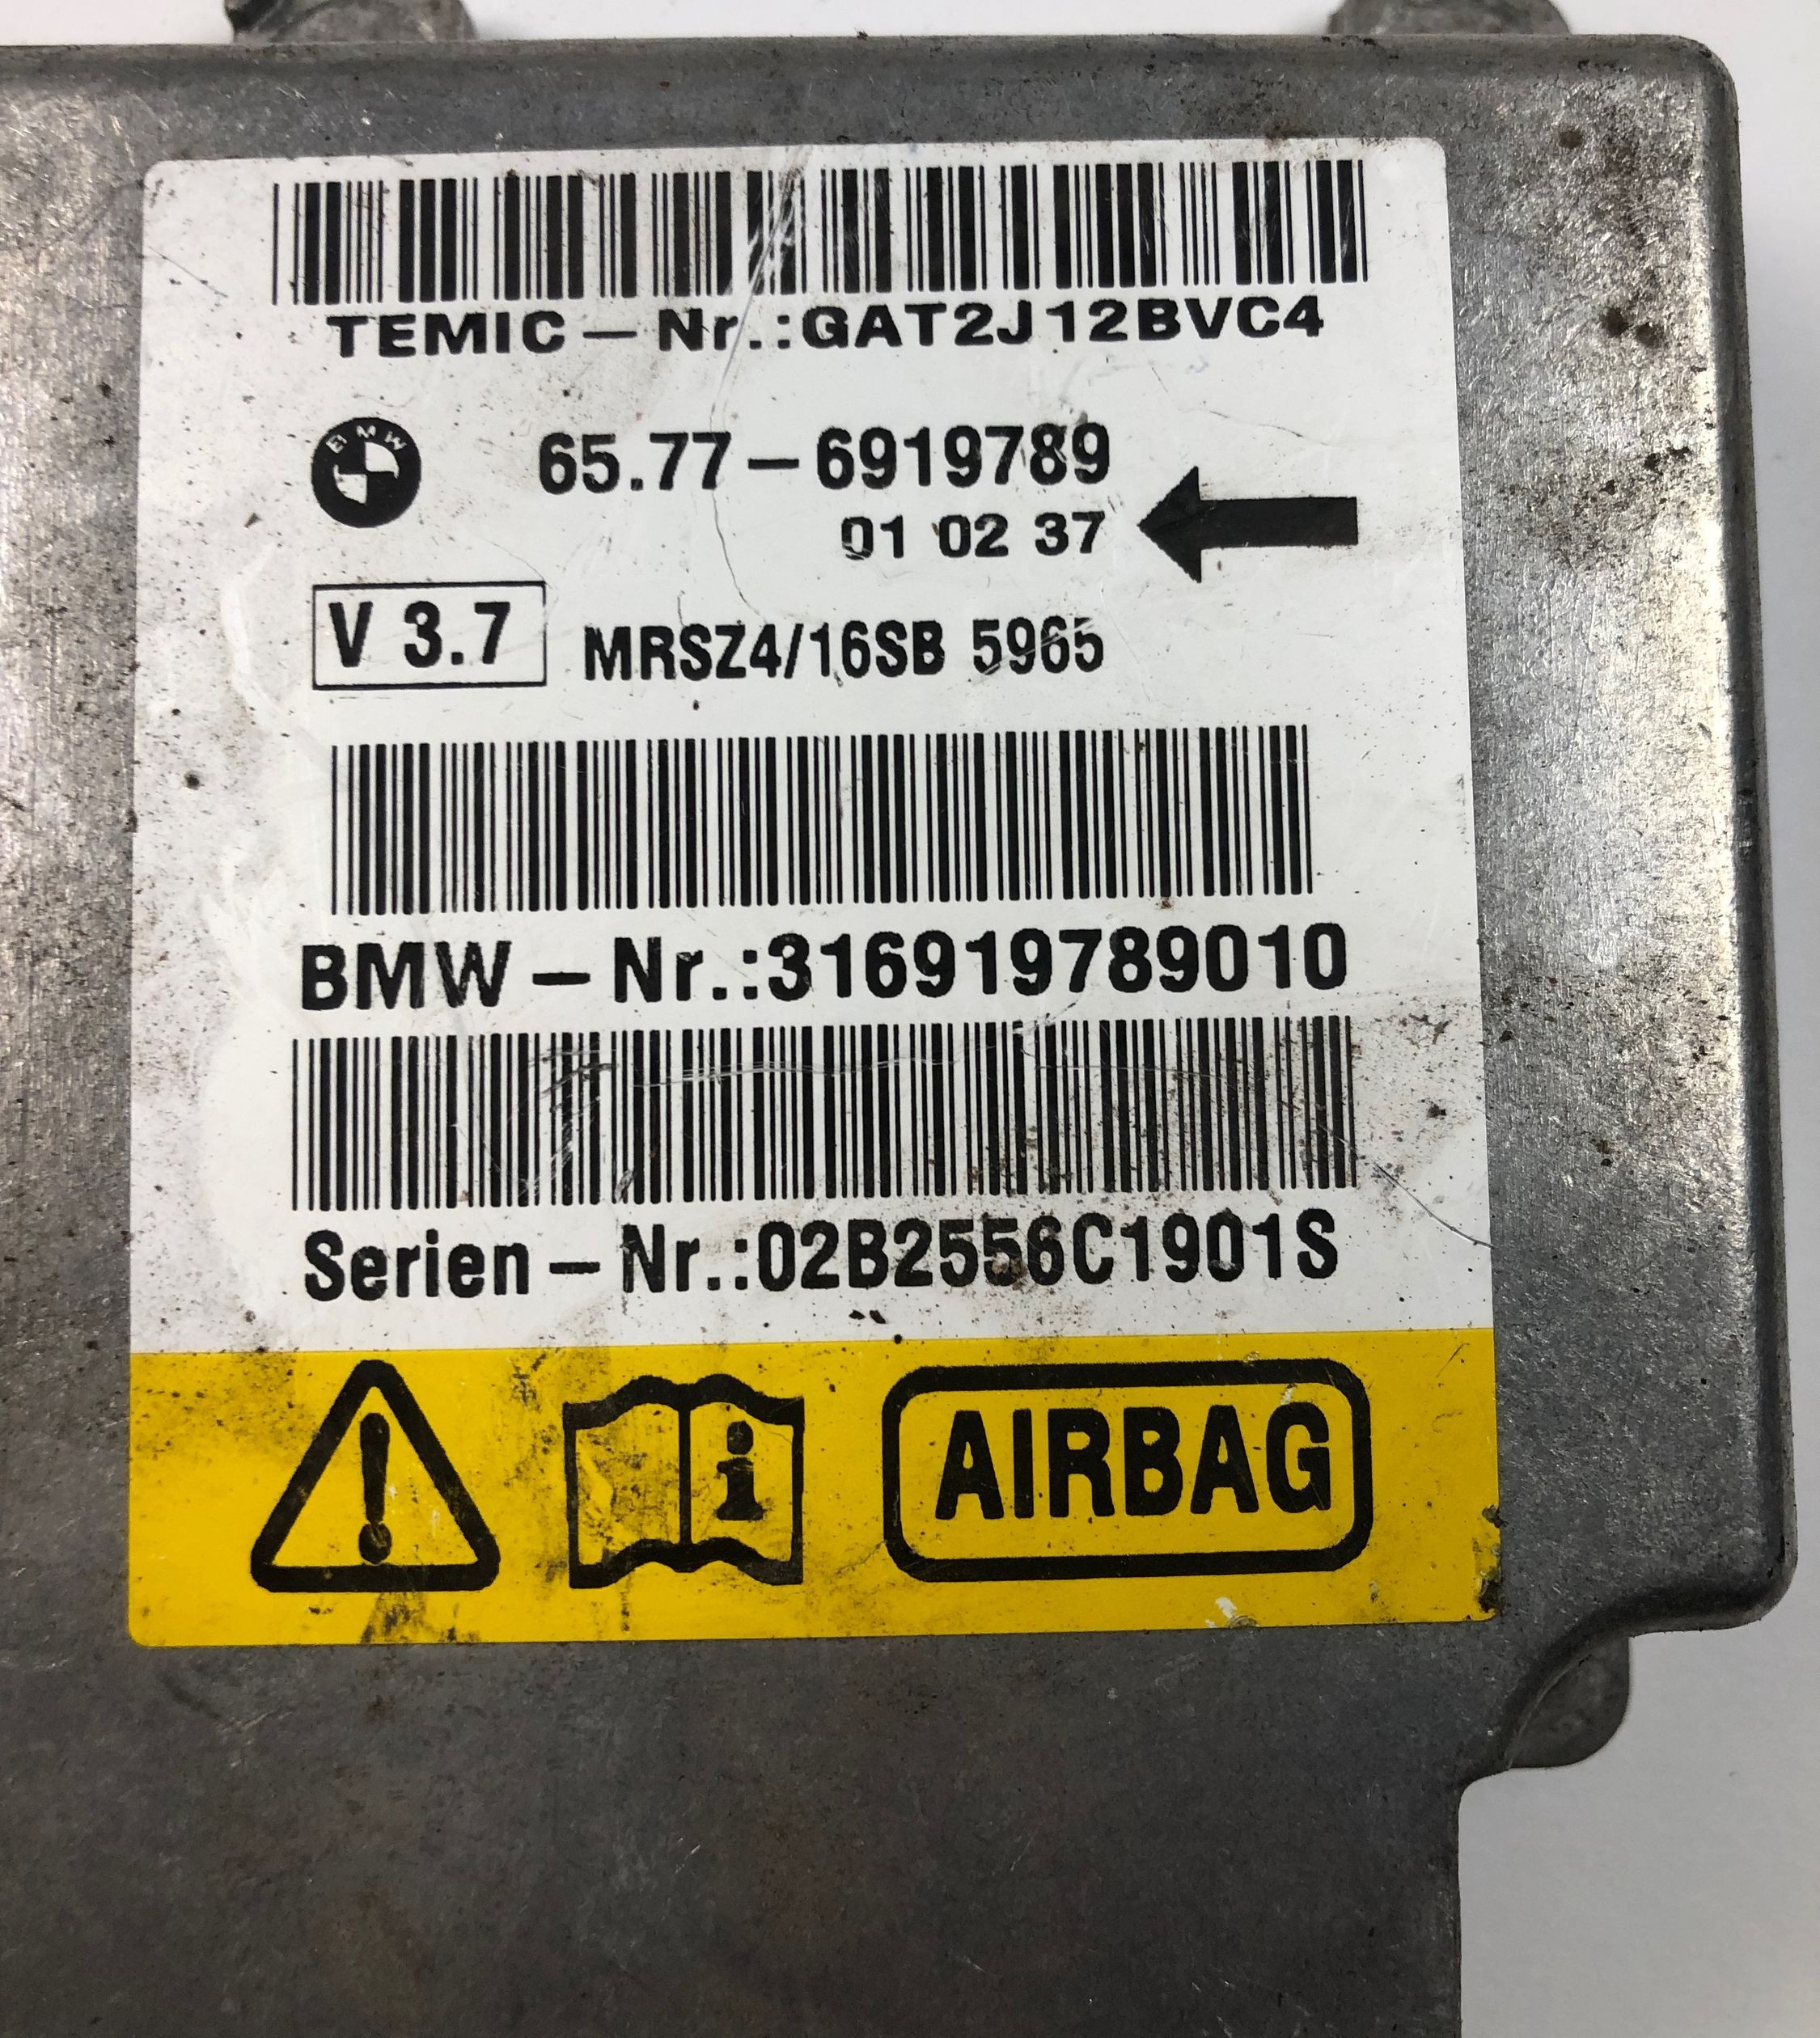 TEMIC – Nr.:GAT2J12BVC4
BMW
65.77 – 6919789
01 02 37
V 3.7
MRSZ4/16SB 5965
BMW – Nr.:316919789010
Serien – Nr.:02B2556C1901S
i
AIRBAG